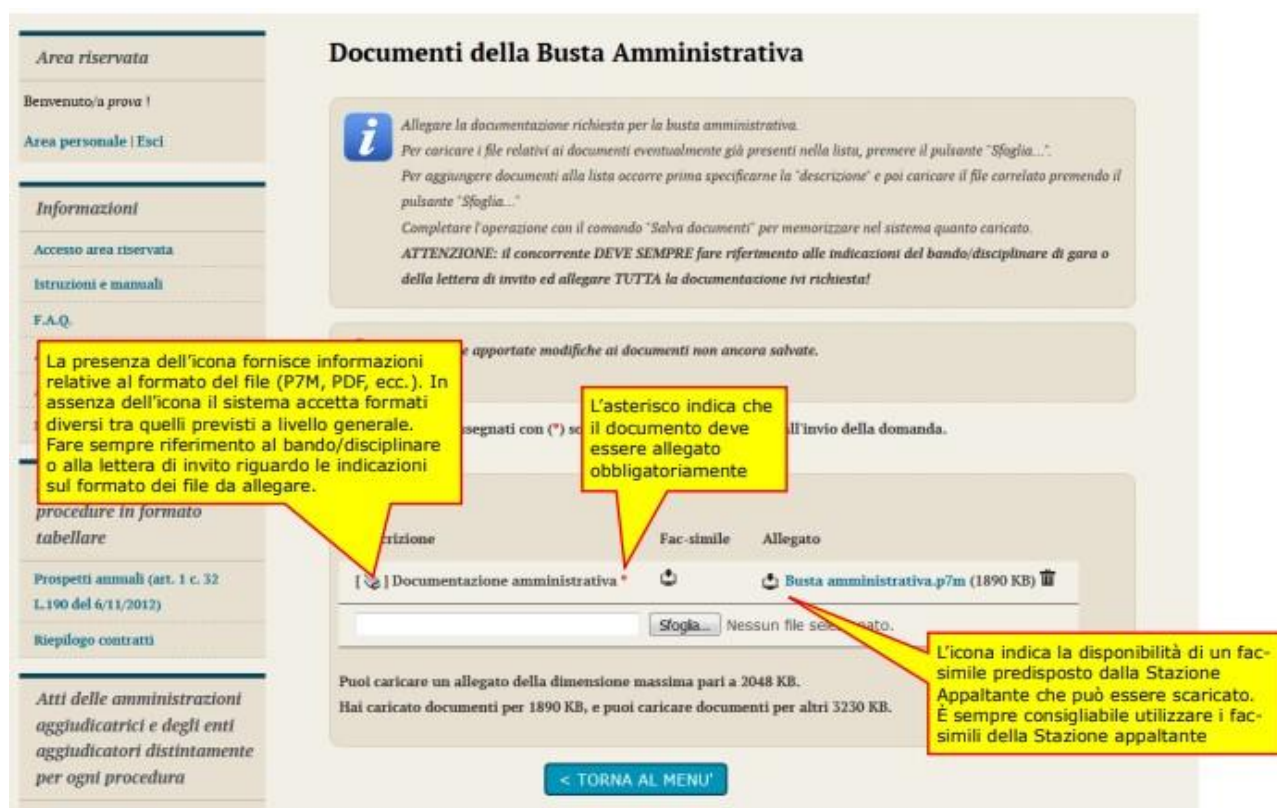 Area riservata
Benvenuto/a prova !
Area personale | Esci
Informazioni
Accesso area riservata
Istruzioni e manuali
F.A.Q.
procedure in formato
tabellare
Prospetti annuali (art. 1 c. 32
L.190 del 6/11/2012)
Riepilogo contratti
Atti delle amministrazioni
aggiudicatrici e degli enti
aggiudicatori distintamente
per ogni procedura
Documenti della Busta Amministrativa
Allegare la documentazione richiesta per la busta amministrativa.
Per caricare i file relativi ai documenti eventualmente già presenti nella lista, premere il pulsante "Sfoglia...".
Per aggiungere documenti alla lista occorre prima specificarne la "descrizione" e poi caricare il file correlato premendo il
pulsante "Sfoglia..."
Completare l'operazione con il comando "Salva documenti" per memorizzare nel sistema quanto caricato.
ATTENZIONE: il concorrente DEVE SEMPRE fare riferimento alle indicazioni del bando/disciplinare di gara o
della lettera di invito ed allegare TUTTA la documentazione ivi richiesta!
e apportate modifiche ai documenti non ancora salvate.
La presenza dell'icona fornisce informazioni
relative al formato del file (P7M, PDF, ecc.). In
assenza dell'icona il sistema accetta formati
diversi tra quelli previsti a livello generale.
Fare sempre riferimento al bando/disciplinare
o alla lettera di invito riguardo le indicazioni
sul formato dei file da allegare.
L'asterisco indica che
il documento deve
essere allegato
obbligatoriamente
segnati con (*) all'invio della domanda.
crizione Fac-simile Allegato
[ ] Documentazione amministrativa * Busta amministrativa.p7m (1890 KB)
Sfoglia... Nessun file selezionato.
L'icona indica la disponibilità di un fac-
simile predisposto dalla Stazione
Appaltante che può essere scaricato.
È sempre consigliabile utilizzare i fac-
simili della Stazione appaltante
Puoi caricare un allegato della dimensione massima pari a 2048 KB.
Hai caricato documenti per 1890 KB, e puoi caricare documenti per altri 3230 KB.
< TORNA AL MENU'